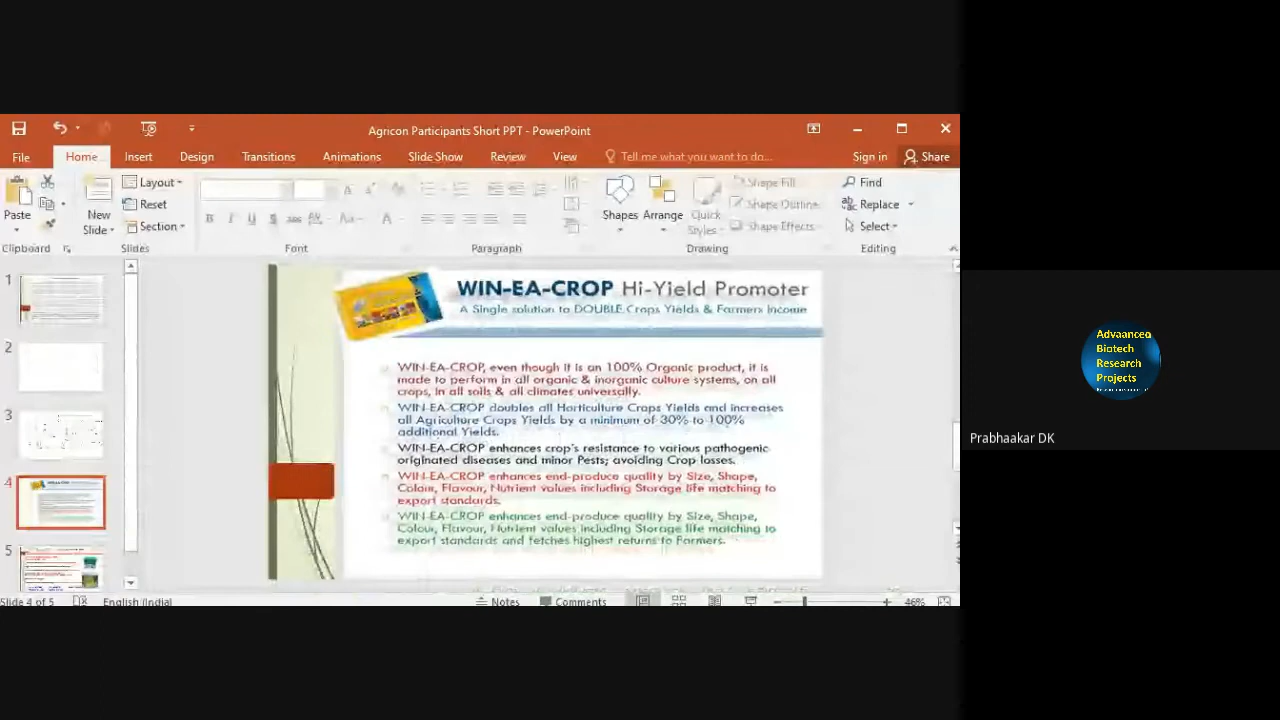 Agricon Participants Short PPT - PowerPoint
File Home Insert Design Transitions Animations Slide Show Review View Tell me what you want to do... Sign in Share
Paste
New Slide
Layout
Reset
Section
B I U S abc Aa A
Shapes Arrange Quick Styles
Shape Fill
Shape Outline
Shape Effects
Find
Replace
Select
Clipboard Slides Font Paragraph Drawing Editing
1
2
3
4
5
WIN-EA-CROP Hi-Yield Promoter
A Single solution to DOUBLE Crops Yields & Farmers Income
WIN-EA-CROP, even though it is an 100% Organic product, it is
made to perform in all organic & inorganic culture systems, on all
crops, in all soils & all climates universally.
WIN-EA-CROP doubles all Horticulture Crops Yields and increases
all Agriculture Crops Yields by a minimum of 30%-to-100%
additional Yields.
WIN-EA-CROP enhances crop's resistance to various pathogenic
originated diseases and minor Pests; avoiding Crop losses.
WIN-EA-CROP enhances end-produce quality by Size, Shape,
Colour, Flavour, Nutrient values including Storage life matching to
export standards.
WIN-EA-CROP enhances end-produce quality by Size, Shape,
Colour, Flavour, Nutrient values including Storage life matching to
export standards and fetches highest returns to Farmers.
Slide 4 of 5 English (India) Notes Comments 46%
Advaanced
Biotech
Research
Projects
Prabhaakar DK